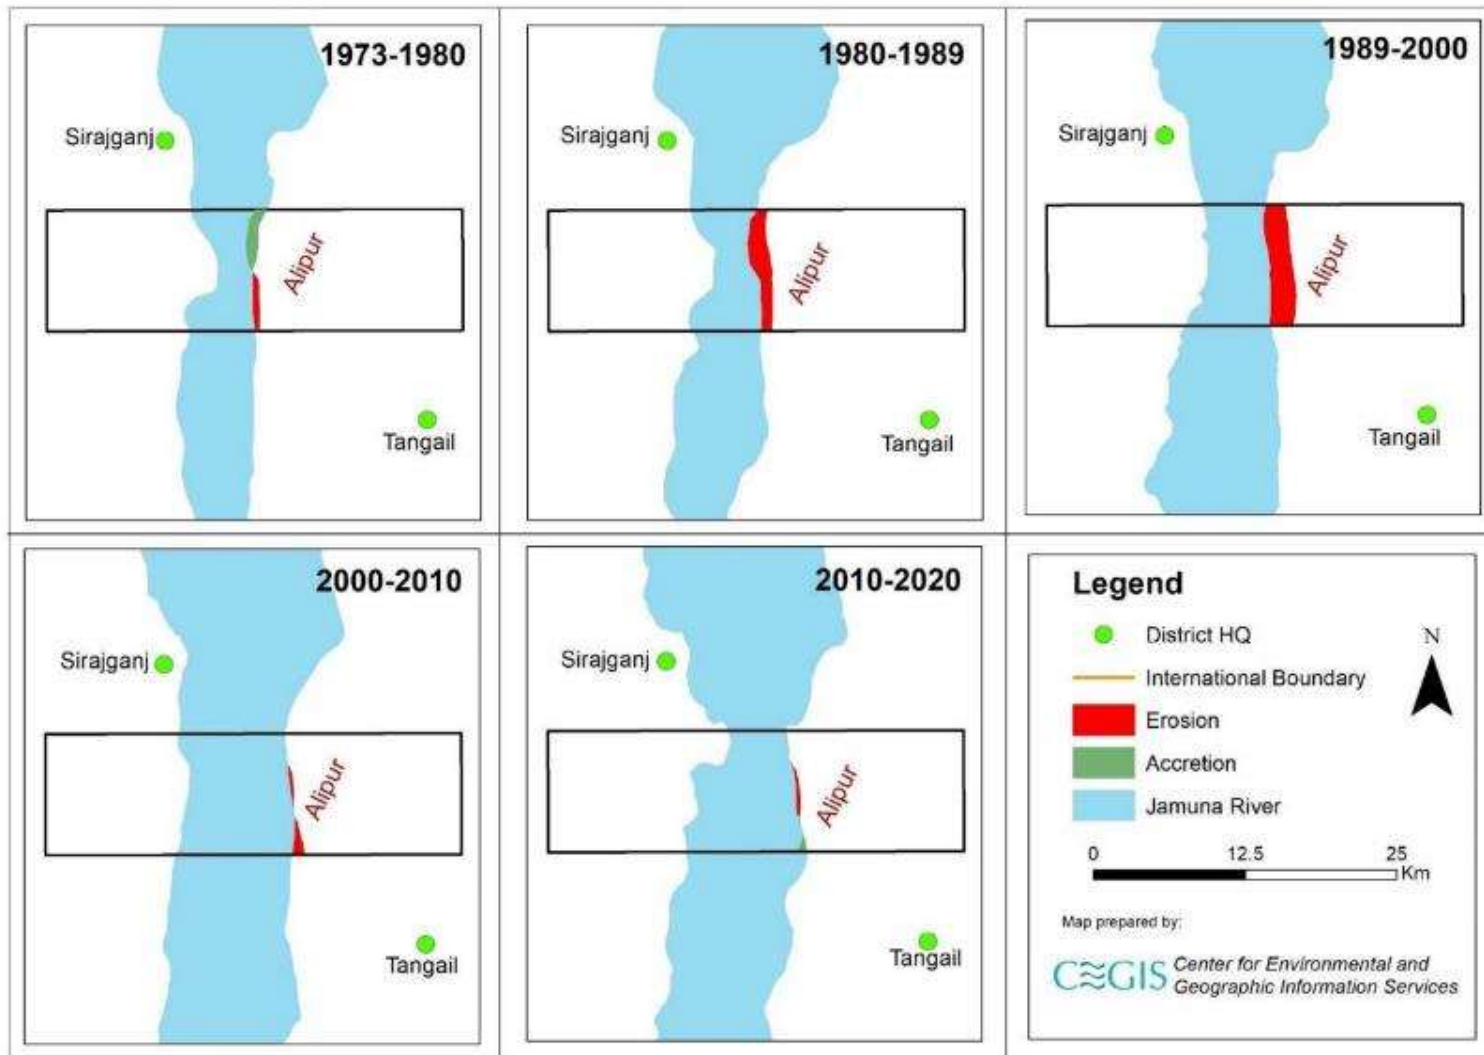 1973-1980
Sirajganj
Alipur
Tangail
1980-1989
Sirajganj
Alipur
Tangail
1989-2000
Sirajganj
Alipur
Tangail
2000-2010
Sirajganj
Alipur
Tangail
2010-2020
Sirajganj
Alipur
Tangail
Legend
District HQ
International Boundary
Erosion
Accretion
Jamuna River
N
0 12.5 25
Km
Map prepared by:
CEGIS Center for Environmental and
Geographic Information Services